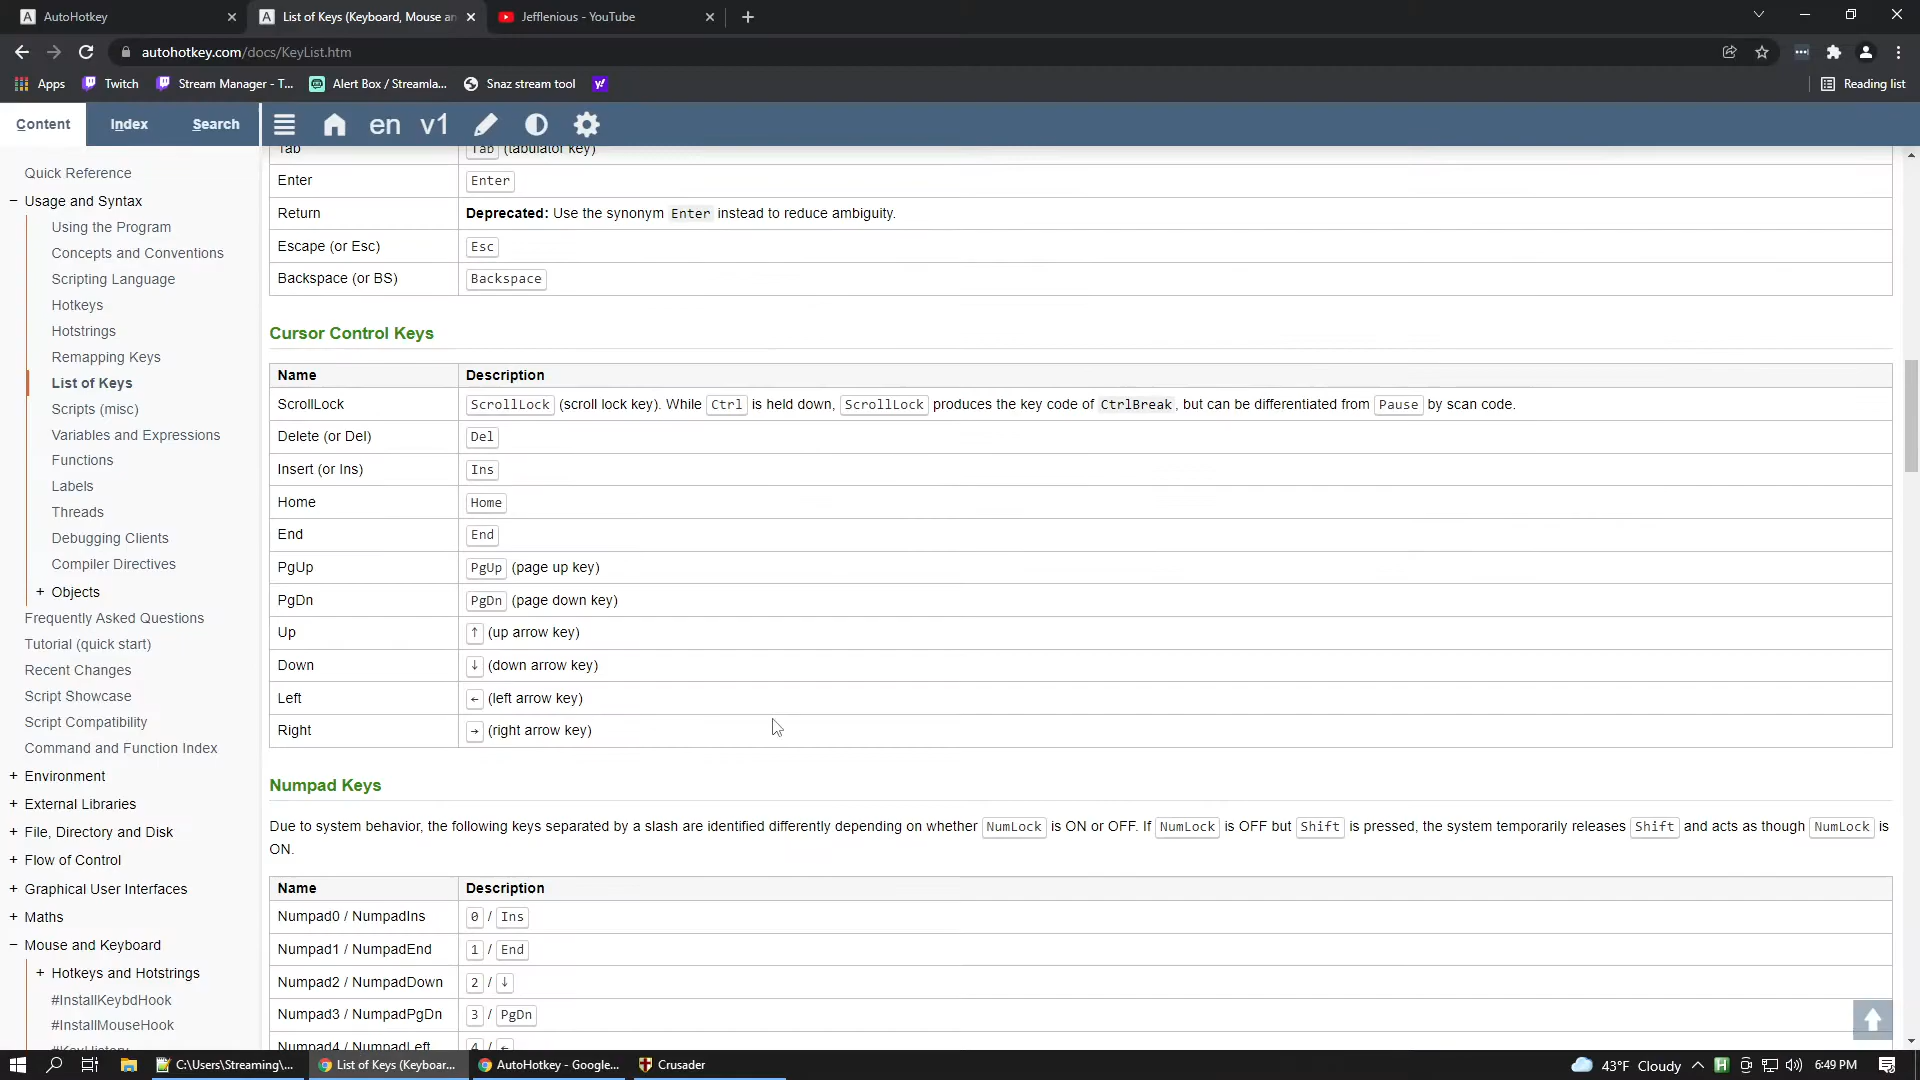 AutoHotkey
List of Keys (Keyboard, Mouse an
Jefflenious - YouTube
autohotkey.com/docs/KeyList.htm
Apps
Twitch
Stream Manager - T...
Alert Box / Streamla...
Snaz stream tool
Reading list
Content
Index
Search
en
v1
Quick Reference
Usage and Syntax
Using the Program
Concepts and Conventions
Scripting Language
Hotkeys
Hotstrings
Remapping Keys
List of Keys
Scripts (misc)
Variables and Expressions
Functions
Labels
Threads
Debugging Clients
Compiler Directives
+ Objects
Frequently Asked Questions
Tutorial (quick start)
Recent Changes
Script Showcase
Script Compatibility
Command and Function Index
+ Environment
+ External Libraries
+ File, Directory and Disk
+ Flow of Control
+ Graphical User Interfaces
+ Maths
− Mouse and Keyboard
+ Hotkeys and Hotstrings
#InstallKeybdHook
#InstallMouseHook
#KeyHistory
Tab Tab (tabulator key)
Enter Enter
Return Deprecated: Use the synonym Enter instead to reduce ambiguity.
Escape (or Esc) Esc
Backspace (or BS) Backspace
Cursor Control Keys
Name Description
ScrollLock ScrollLock (scroll lock key). While Ctrl is held down, ScrollLock produces the key code of CtrlBreak, but can be differentiated from Pause by scan code.
Delete (or Del) Del
Insert (or Ins) Ins
Home Home
End End
PgUp PgUp (page up key)
PgDn PgDn (page down key)
Up ↑ (up arrow key)
Down ↓ (down arrow key)
Left ← (left arrow key)
Right → (right arrow key)
Numpad Keys
Due to system behavior, the following keys separated by a slash are identified differently depending on whether NumLock is ON or OFF. If NumLock is OFF but Shift is pressed, the system temporarily releases Shift and acts as though NumLock is
ON.
Name Description
Numpad0 / NumpadIns 0 / Ins
Numpad1 / NumpadEnd 1 / End
Numpad2 / NumpadDown 2 / ↓
Numpad3 / NumpadPgDn 3 / PgDn
Numpad4 / NumpadLeft 4 / ←
C:\Users\Streaming\...
List of Keys (Keyboar...
AutoHotkey - Google...
Crusader
43°F Cloudy
6:49 PM